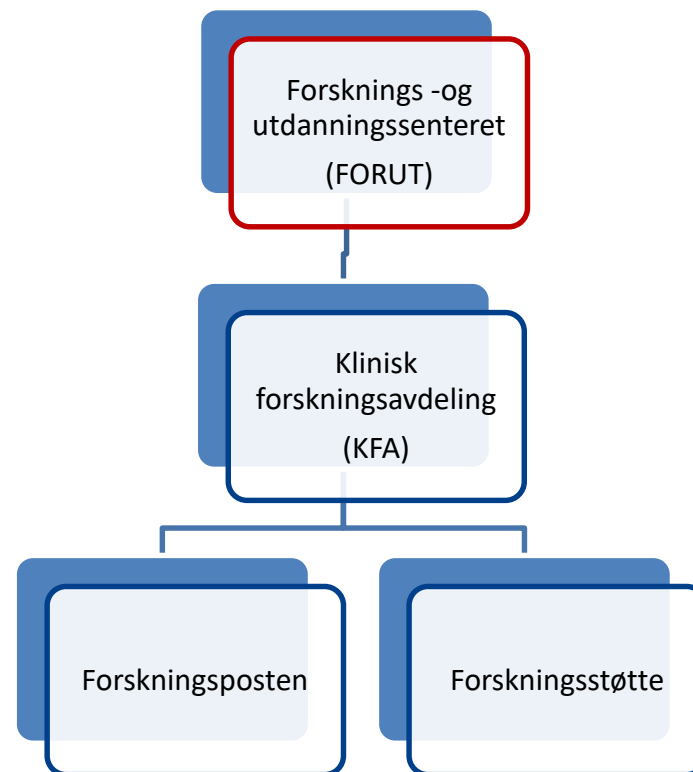 Forsknings -og
utdanningssenteret
(FORUT)
Klinisk
forskningsavdeling
(KFA)
Forskningsposten
Forskningsstøtte